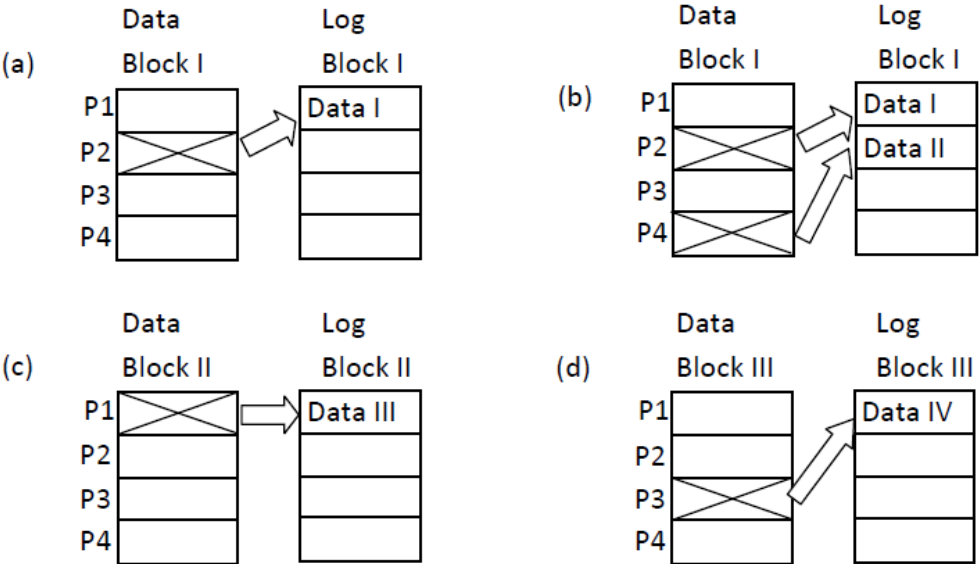 Data Log
(a) Block I Block I
P1 Data I
P2
P3
P4
Data Log
(b) Block I Block I
P1 Data I
P2 Data II
P3
P4
Data Log
(c) Block II Block II
P1 Data III
P2
P3
P4
Data Log
(d) Block III Block III
P1 Data IV
P2
P3
P4